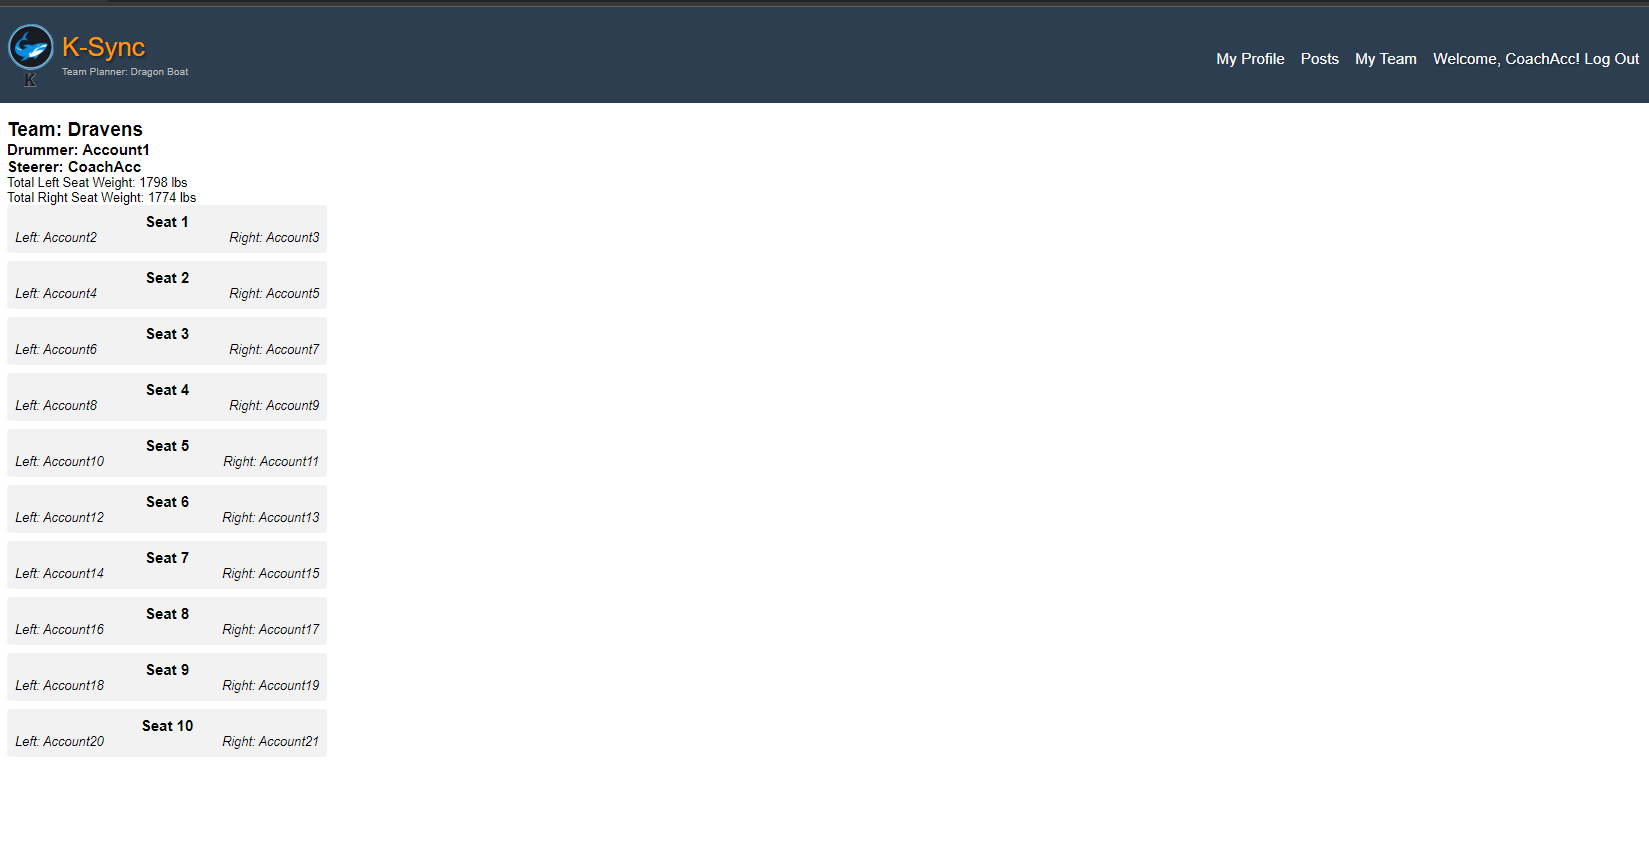 K-Sync
Team Planner: Dragon Boat
K
My Profile Posts My Team Welcome, CoachAcc! Log Out
Team: Dravens
Drummer: Account1
Steerer: CoachAcc
Total Left Seat Weight: 1798 lbs
Total Right Seat Weight: 1774 lbs
Seat 1
Left: Account2 Right: Account3
Seat 2
Left: Account4 Right: Account5
Seat 3
Left: Account6 Right: Account7
Seat 4
Left: Account8 Right: Account9
Seat 5
Left: Account10 Right: Account11
Seat 6
Left: Account12 Right: Account13
Seat 7
Left: Account14 Right: Account15
Seat 8
Left: Account16 Right: Account17
Seat 9
Left: Account18 Right: Account19
Seat 10
Left: Account20 Right: Account21